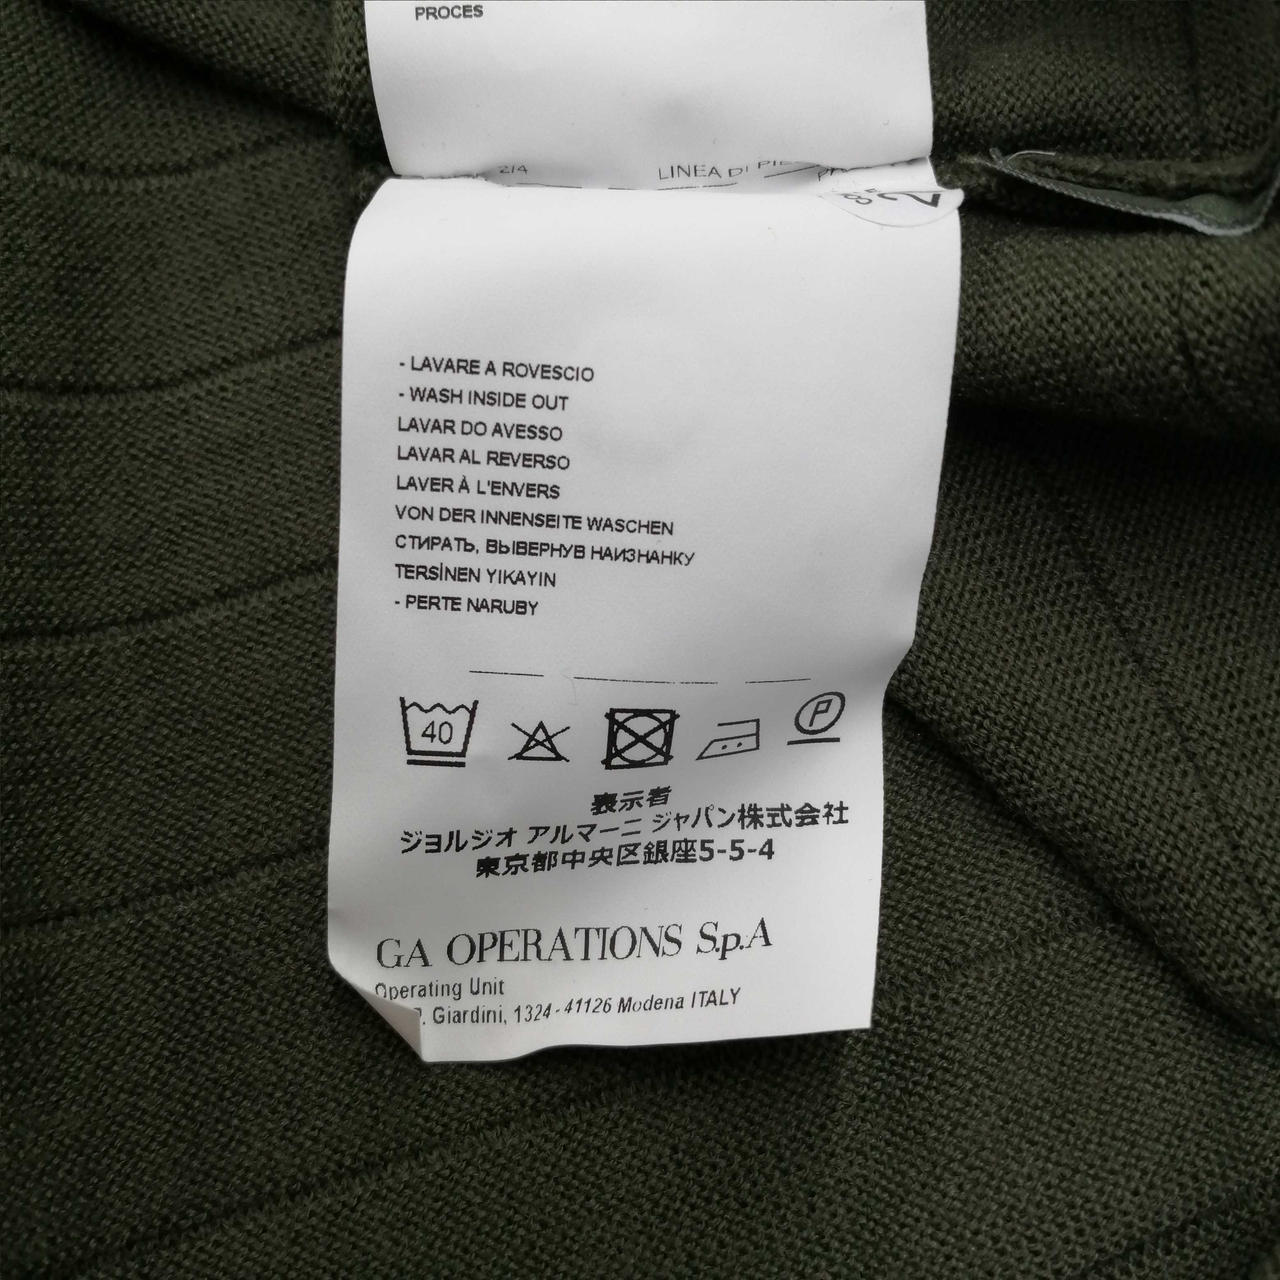 PROCES
2/4
LINEA DI
- LAVARE A ROVESCIO
- WASH INSIDE OUT
LAVAR DO AVESSO
LAVAR AL REVERSO
LAVER À L'ENVERS
VON DER INNENSEITE WASCHEN
СТИРАТЬ, ВЫВЕРНУВ НАИЗНАНКУ
TERSİNEN YIKAYIN
- PERTE NARUBY
40
P
表示者
ジョルジオ アルマーニ ジャパン株式会社
東京都中央区銀座5-5-4
GA OPERATIONS S.p.A
Operating Unit
P. Giardini, 1324 - 41126 Modena ITALY